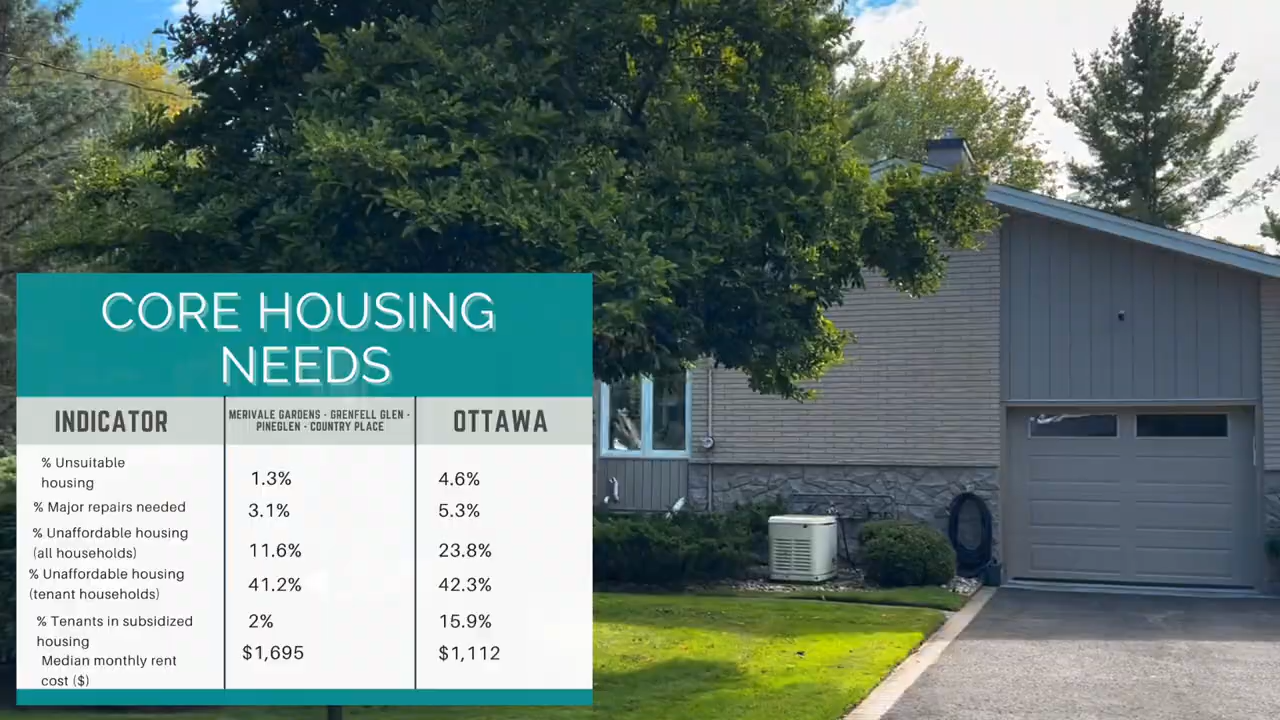 CORE HOUSING
NEEDS
INDICATOR
MERIVALE GARDENS - GRENFELL GLEN -
PINEGLEN - COUNTRY PLACE
OTTAWA
% Unsuitable
housing
1.3%
4.6%
% Major repairs needed
3.1%
5.3%
% Unaffordable housing
(all households)
11.6%
23.8%
% Unaffordable housing
(tenant households)
41.2%
42.3%
% Tenants in subsidized
housing
2%
15.9%
Median monthly rent
cost ($)
$1,695
$1,112